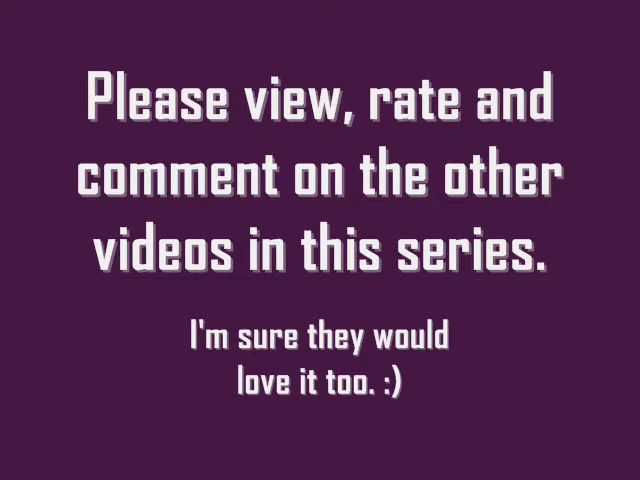 Please view, rate and
comment on the other
videos in this series.
I'm sure they would
love it too. :)